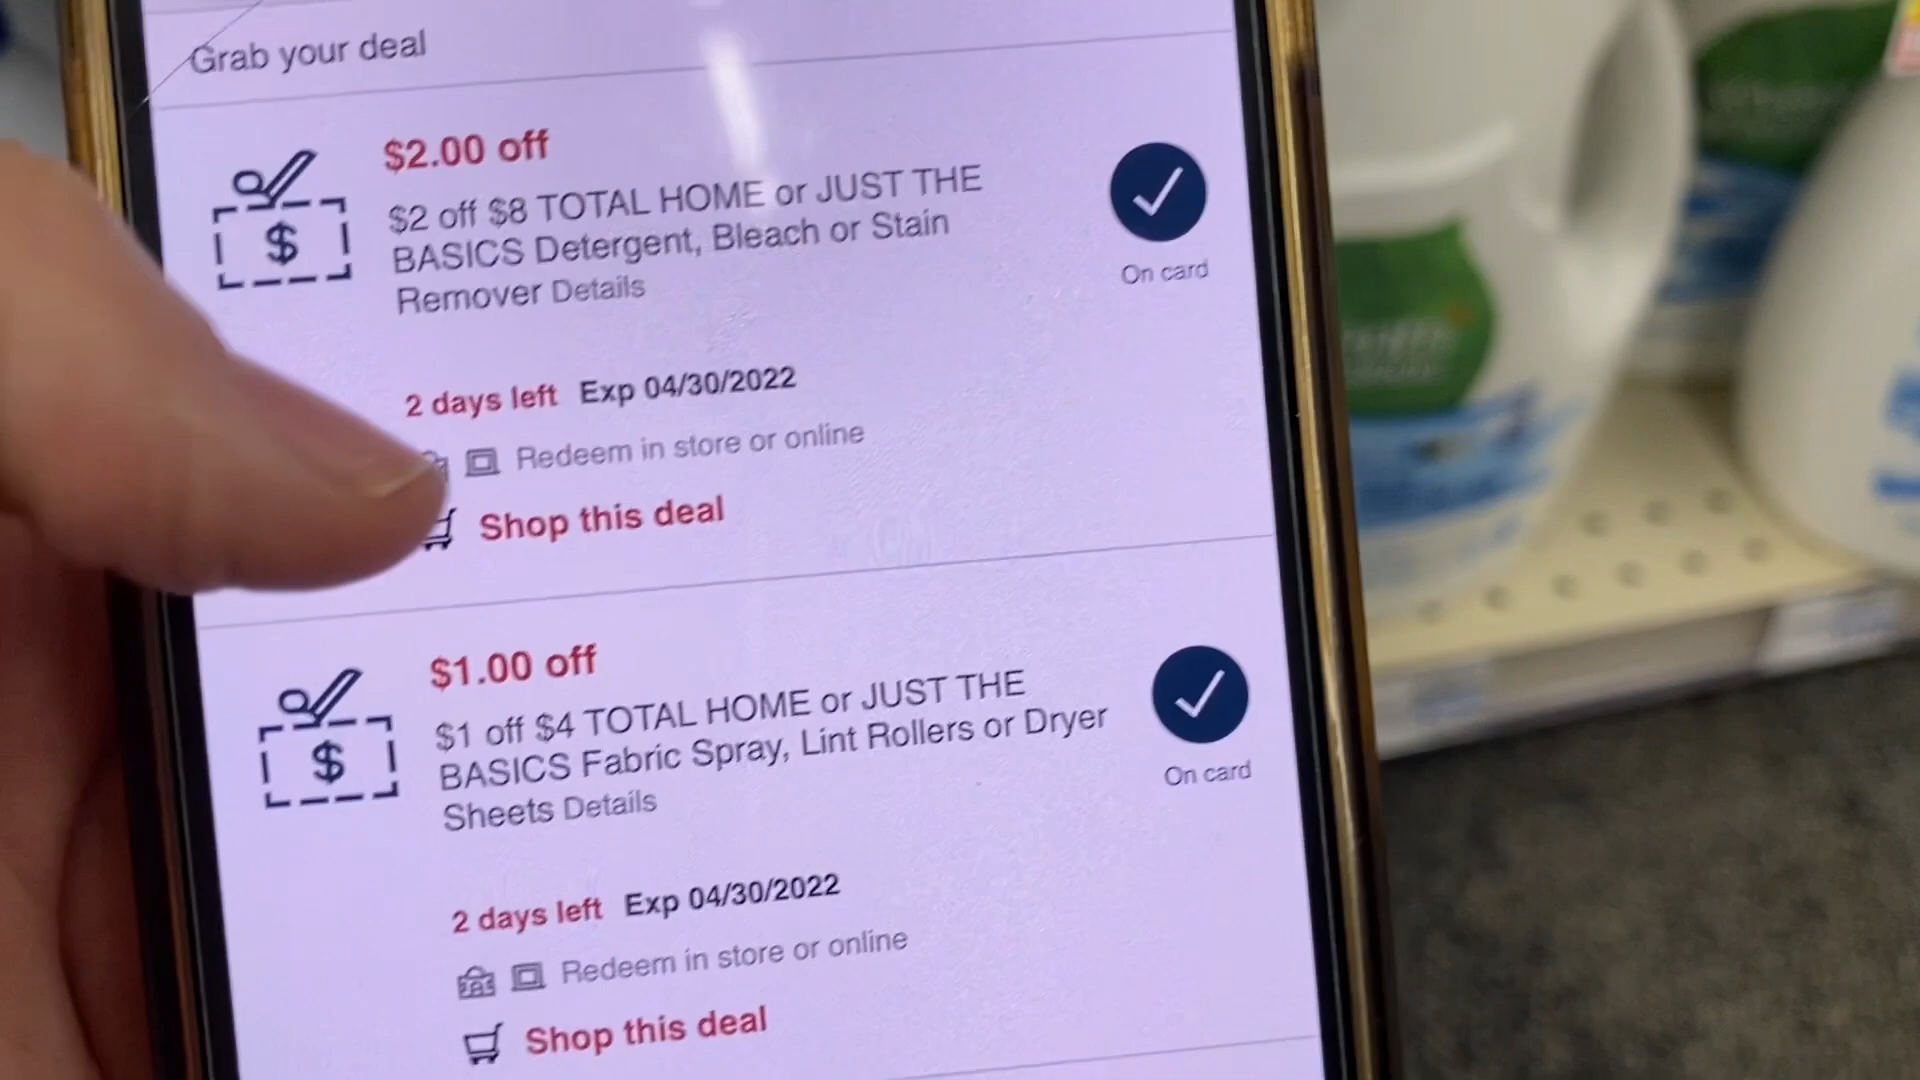 Grab your deal
$2.00 off
$2 off $8 TOTAL HOME or JUST THE
BASICS Detergent, Bleach or Stain
Remover Details
On card
2 days left Exp 04/30/2022
Redeem in store or online
Shop this deal
$1.00 off
$1 off $4 TOTAL HOME or JUST THE
BASICS Fabric Spray, Lint Rollers or Dryer
Sheets Details
On card
2 days left Exp 04/30/2022
Redeem in store or online
Shop this deal